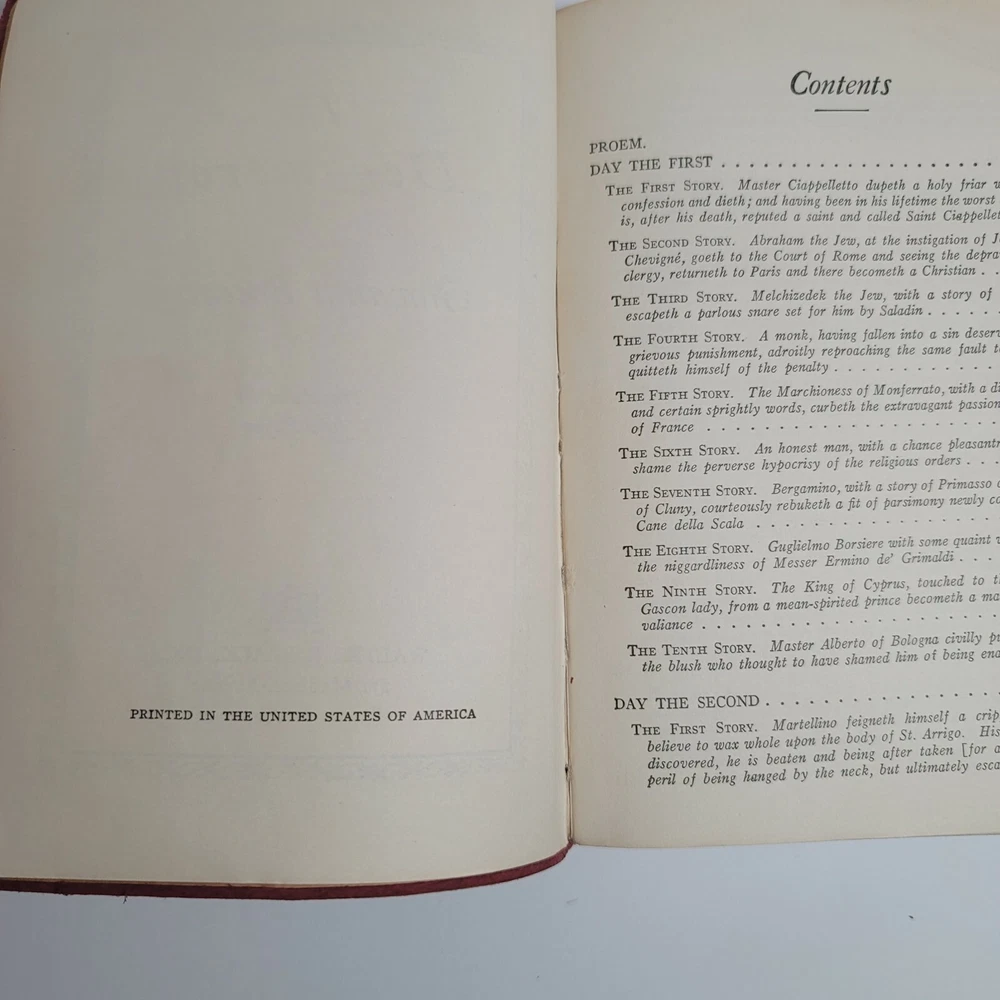 PRINTED IN THE UNITED STATES OF AMERICA
Contents
PROEM.
DAY THE FIRST . . . . . . . . . . . . . . . . . . . .
THE FIRST STORY. Master Ciappelletto dupeth a holy friar
confession and dieth; and having been in his lifetime the worst
is, after his death, reputed a saint and called Saint Ciappellet
THE SECOND STORY. Abraham the Jew, at the instigation of
Chevigné, goeth to the Court of Rome and seeing the deprav
clergy, returneth to Paris and there becometh a Christian . .
THE THIRD STORY. Melchizedek the Jew, with a story of
escapeth a parlous snare set for him by Saladin . . . . . .
THE FOURTH STORY. A monk, having fallen into a sin deserv
grievous punishment, adroitly reproaching the same fault
quitteth himself of the penalty . . . . . . . . . . . . .
THE FIFTH STORY. The Marchioness of Monferrato, with a
and certain sprightly words, curbeth the extravagant passion
of France . . . . . . . . . . . . . . . . . . . . . .
THE SIXTH STORY. An honest man, with a chance pleasantr
shame the perverse hypocrisy of the religious orders . . .
THE SEVENTH STORY. Bergamino, with a story of Primasso
of Cluny, courteously rebuketh a fit of parsimony newly
Cane della Scala . . . . . . . . . . . . . . . . . .
THE EIGHTH STORY. Guglielmo Borsiere with some quaint
the niggardliness of Messer Ermino de' Grimaldi . . . .
THE NINTH STORY. The King of Cyprus, touched to
Gascon lady, from a mean-spirited prince becometh a
valiance . . . . . . . . . . . . . . . . . . . . . .
THE TENTH STORY. Master Alberto of Bologna civilly
the blush who thought to have shamed him of being
DAY THE SECOND . . . . . . . . . . . . . . . . .
THE FIRST STORY. Martellino feigneth himself a crip
believe to wax whole upon the body of St. Arrigo. His
discovered, he is beaten and being after taken [for a
peril of being hanged by the neck, but ultimately esca